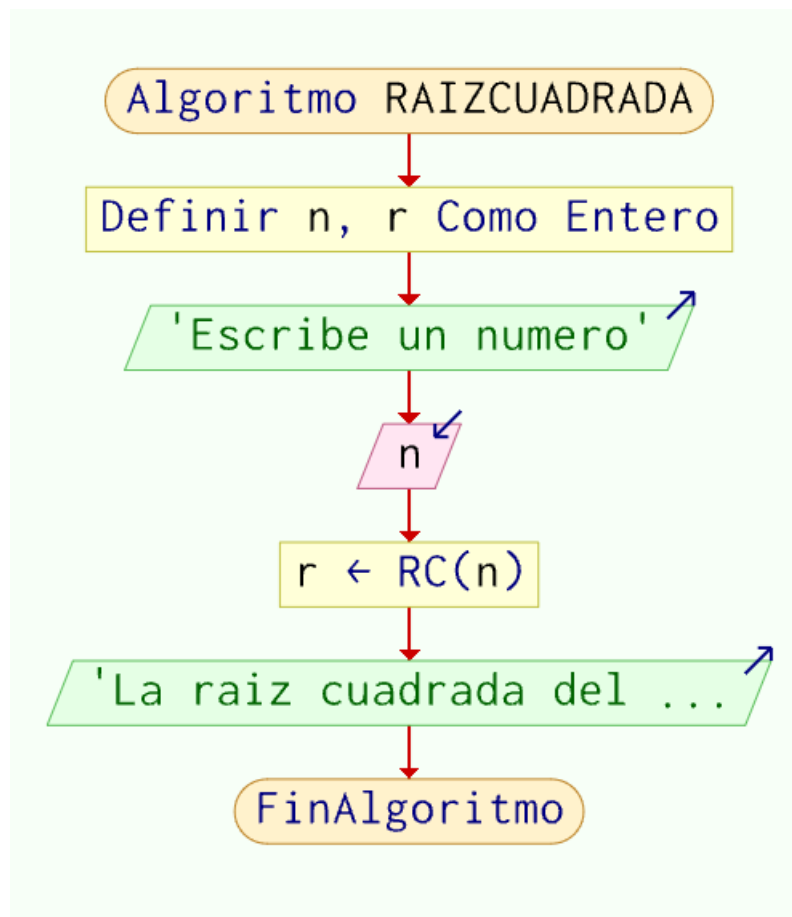 Algoritmo RAIZCUADRADA
Definir n, r Como Entero
'Escribe un numero'
n
r ← RC(n)
'La raiz cuadrada del ...
FinAlgoritmo